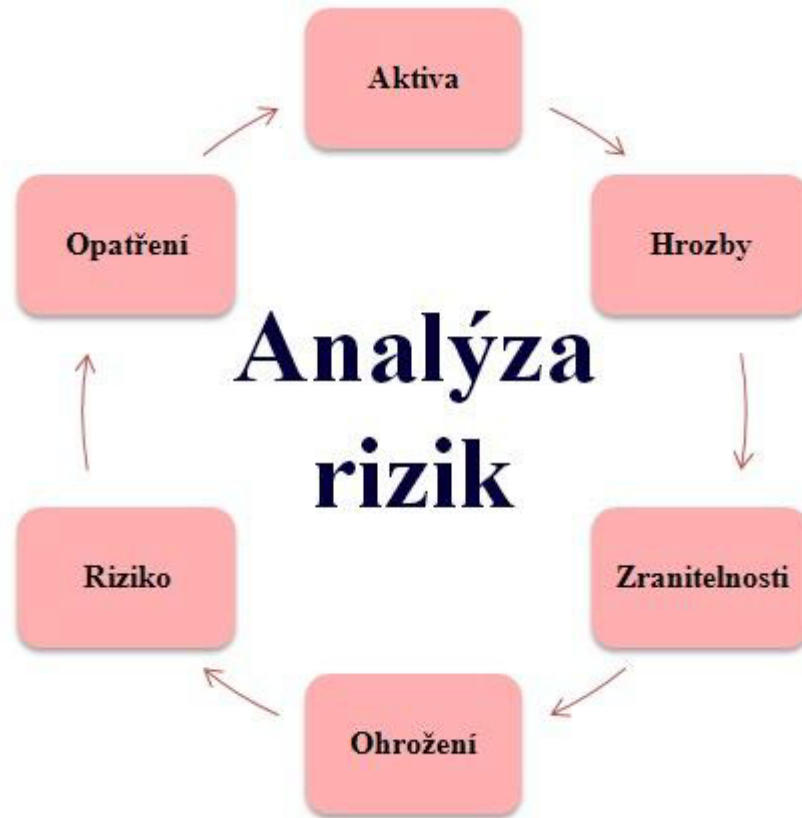 Aktiva
Hrozby
Zranitelnosti
Ohrožení
Riziko
Opatření
Analýza
rizik